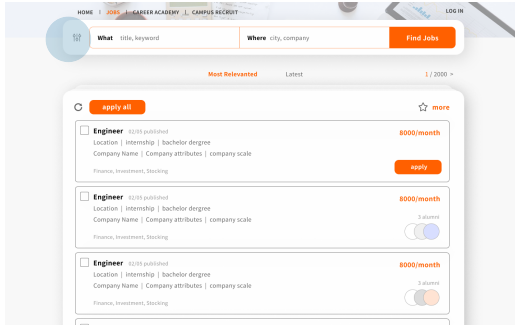 HOME | JOBS | CAREER ACADEMY | CAMPUS RECRUIT LOG IN
What title, keyword Where city, company Find Jobs
Most Relevanted Latest 1 / 2000 >
apply all more
Engineer 02/05 published 8000/month
Location | internship | bachelor dergree
Company Name | Company attributes | company scale
apply
Finance, Investment, Stocking
Engineer 02/05 published 8000/month
Location | internship | bachelor dergree
Company Name | Company attributes | company scale
3 alumni
Finance, Investment, Stocking
Engineer 02/05 published 8000/month
Location | internship | bachelor dergree
Company Name | Company attributes | company scale
3 alumni
Finance, Investment, Stocking